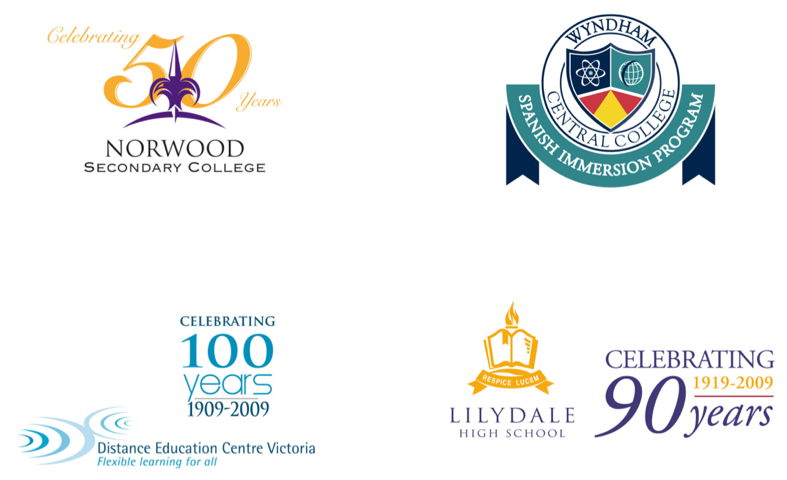 Celebrating
50
Years
NORWOOD
SECONDARY COLLEGE
WYNDHAM
CENTRAL COLLEGE
SPANISH IMMERSION PROGRAM
CELEBRATING
100
years
1909-2009
Distance Education Centre Victoria
Flexible learning for all
RESPICE LUCEM
LILYDALE
HIGH SCHOOL
CELEBRATING
1919-2009
90 years